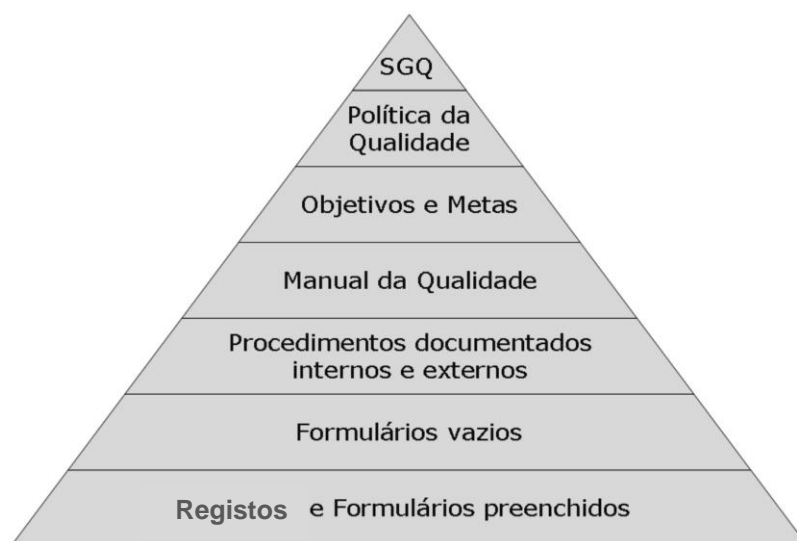 SGQ
Política da
Qualidade
Objetivos e Metas
Manual da Qualidade
Procedimentos documentados
internos e externos
Formulários vazios
Registos e Formulários preenchidos